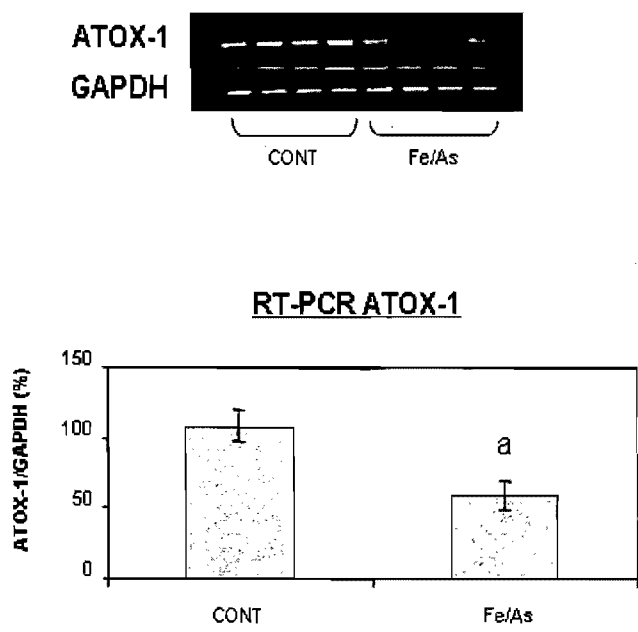 ATOX-1
GAPDH
CONT Fe/As
RT-PCR ATOX-1
ATOX-1/GAPDH (%)
150
100
50
0
a
CONT Fe/As